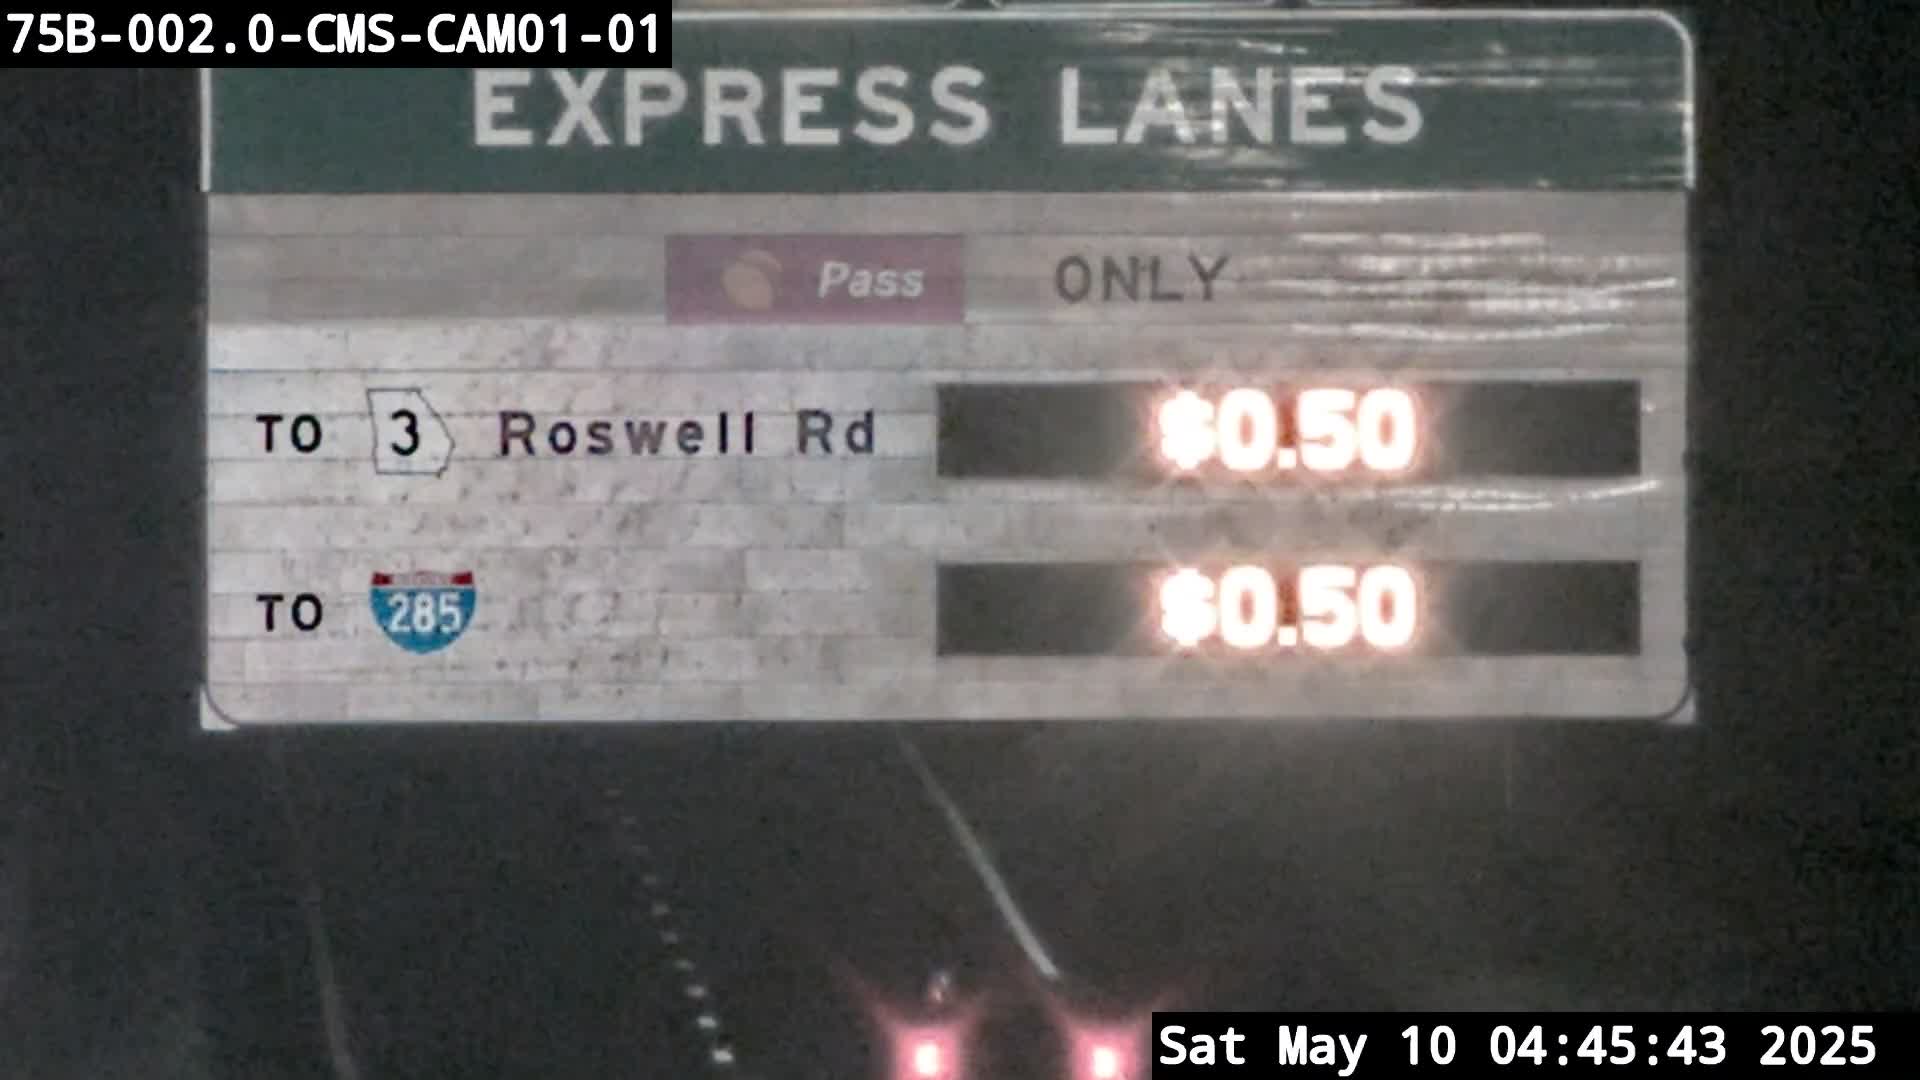 75B-002.0-CMS-CAM01-01
EXPRESS LANES
Pass ONLY
TO 3 Roswell Rd $0.50
TO 285 $0.50
Sat May 10 04:45:43 2025